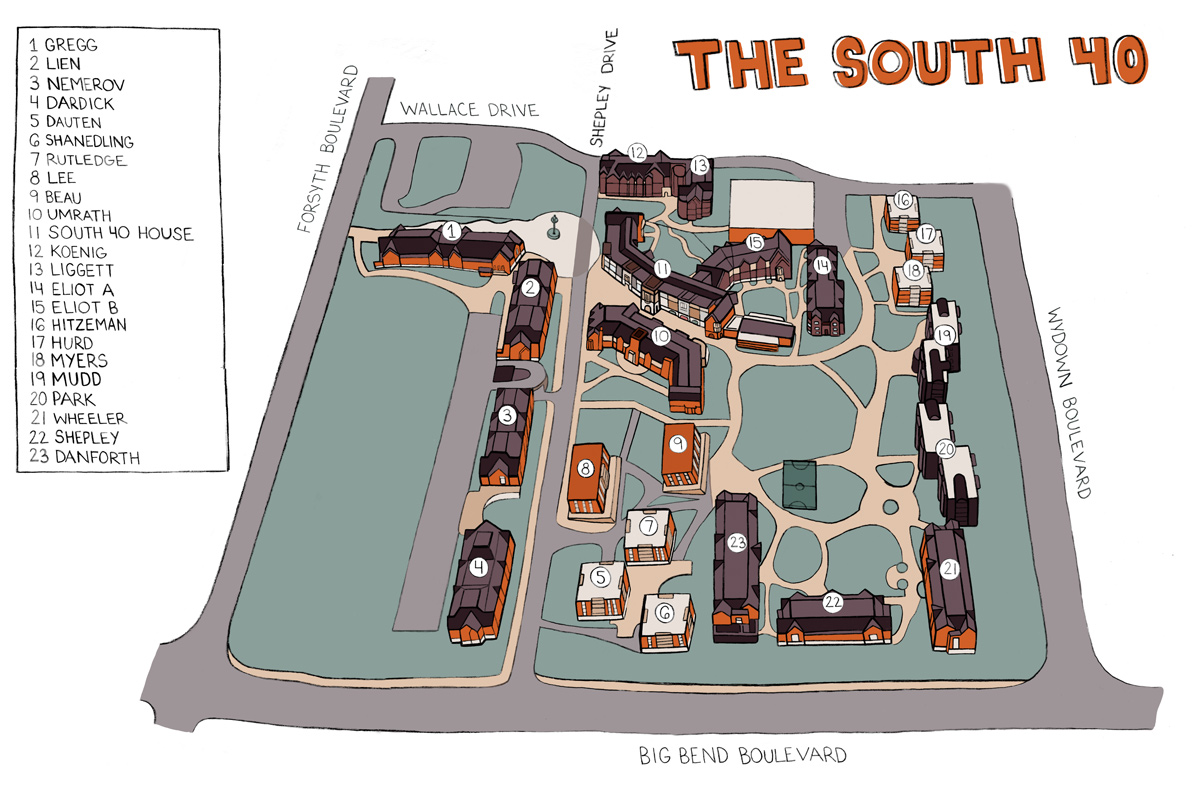 THE SOUTH 40
1 GREGG
2 LIEN
3 NEMEROV
4 DARDICK
5 DAUTEN
6 SHANEDLING
7 RUTLEDGE
8 LEE
9 BEAU
10 UMRATH
11 SOUTH 40 HOUSE
12 KOENIG
13 LIGGETT
14 ELIOT A
15 ELIOT B
16 HITZEMAN
17 HURD
18 MYERS
19 MUDD
20 PARK
21 WHEELER
22 SHEPLEY
23 DANFORTH
FORSYTH BOULEVARD
WALLACE DRIVE
SHEPLEY DRIVE
WYDOWN BOULEVARD
BIG BEND BOULEVARD
12
13
16
1
15
17
11
14
18
2
10
19
3
9
20
8
7
23
4
5
21
6
22